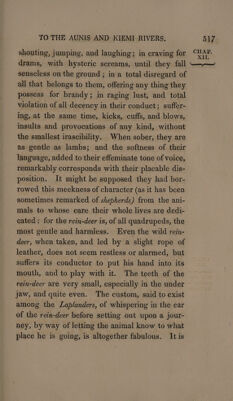 TO THE AUNIS AND KIEMI RIVERS. 517
CHAP.
XII.
shouting, jumping, and laughing; in craving for
drams, with hysteric screams, until they fall
senseless on the ground; in a total disregard of
all that belongs to them, offering any thing they
possess for brandy; in raging lust, and total
violation of all decency in their conduct; suffer-
ing, at the same time, kicks, cuffs, and blows,
insults and provocations of any kind, without
the smallest irascibility. When sober, they are
as gentle as lambs; and the softness of their
language, added to their effeminate tone of voice,
remarkably corresponds with their placable dis-
position. It might be supposed they had bor-
rowed this meekness of character (as it has been
sometimes remarked of shepherds) from the ani-
mals to whose care their whole lives are dedi-
cated: for the rein-deer is, of all quadrupeds, the
most gentle and harmless. Even the wild rein-
deer, when taken, and led by a slight rope of
leather, does not seem restless or alarmed, but
suffers its conductor to put his hand into its
mouth, and to play with it. The teeth of the
rein-deer are very small, especially in the under
jaw, and quite even. The custom, said to exist
among the Laplanders, of whispering in the ear
of the rein-deer before setting out upon a jour-
ney, by way of letting the animal know to what
place he is going, is altogether fabulous. It is